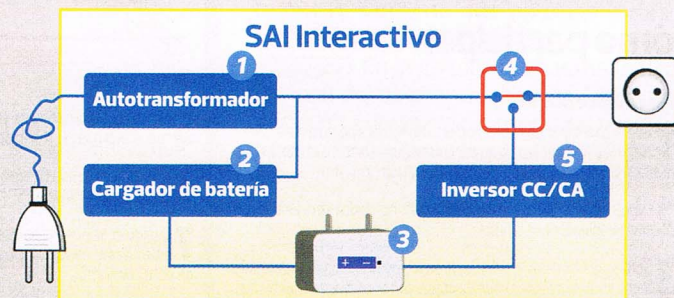 SAI Interactivo
1
Autotransformador
2
Cargador de batería
3
+ -
4
5
Inversor CC/CA